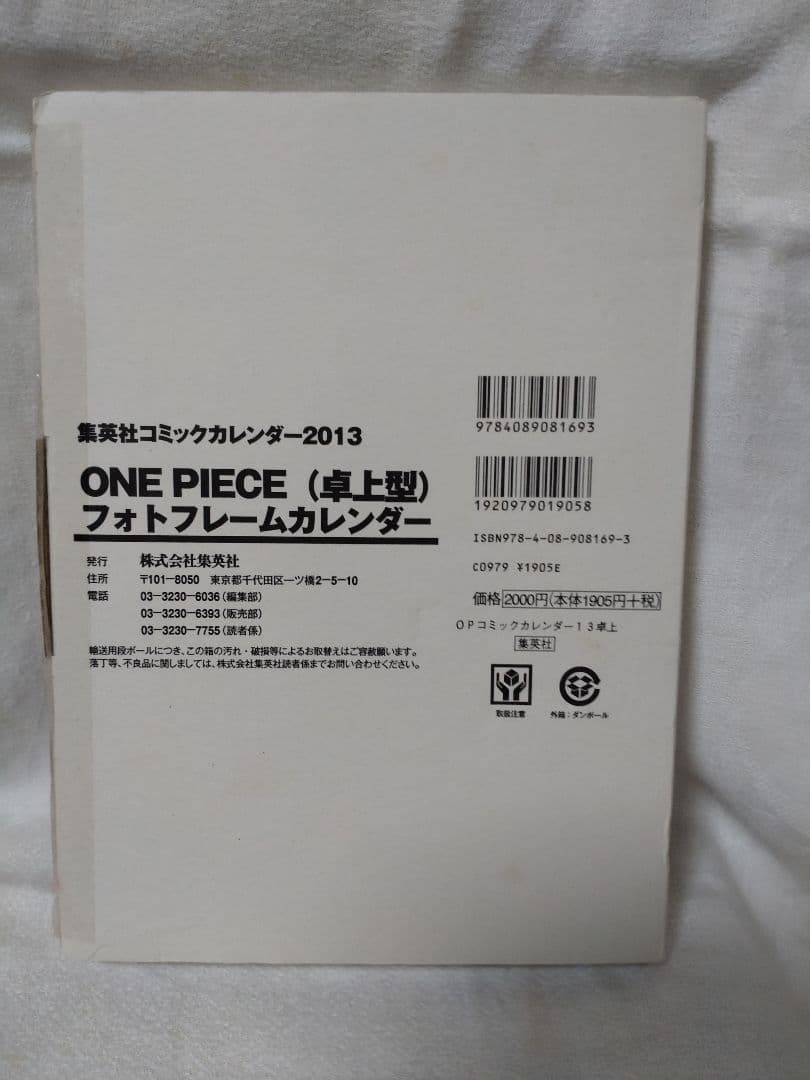 集英社コミックカレンダー2013
ONE PIECE（卓上型）
フォトフレームカレンダー
発行 株式会社集英社
住所 〒101-8050 東京都千代田区一ツ橋2-5-10
電話 03-3230-6036(編集部)
03-3230-6393(販売部)
03-3230-7755(読者係)
輸送用段ボールにつき、この箱の汚れ・破損等によるお取替えはご容赦願います。
落丁等、不良品に関しましては、株式会社集英社読者係までお問い合わせください。
9784089081693
1920979019058
ISBN978-4-08-908169-3
C0979 ¥1905E
価格 2000円(本体1905円+税)
OPコミックカレンダー13卓上
集英社
取扱注意
外箱：ダンボール